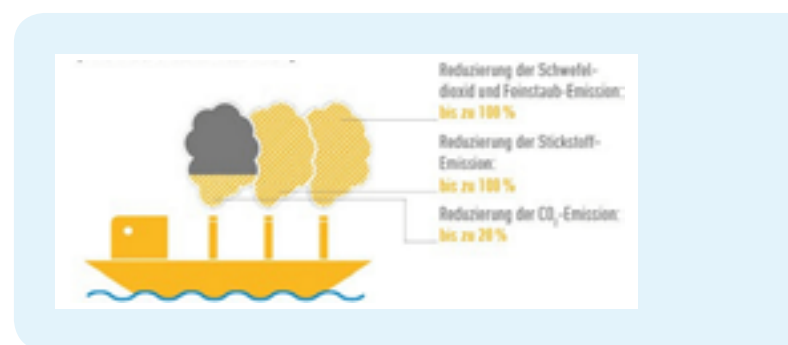 Reduzierung der Schwefel-
dioxid und Feinstaub-Emission:
bis zu 100 %
Reduzierung der Stickstoff-
Emission:
bis zu 100 %
Reduzierung der CO₂-Emission:
bis zu 20 %